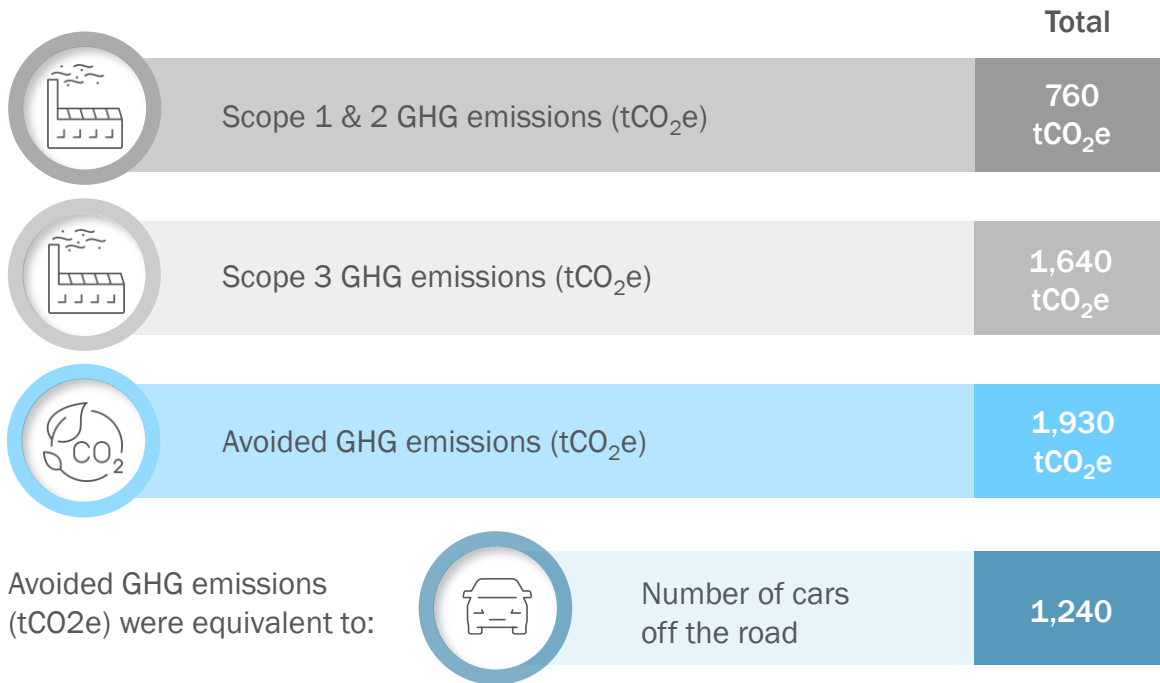 Total
Scope 1 & 2 GHG emissions (tCO₂e)
760
tCO₂e
Scope 3 GHG emissions (tCO₂e)
1,640
tCO₂e
CO₂
Avoided GHG emissions (tCO₂e)
1,930
tCO₂e
Avoided GHG emissions
(tCO2e) were equivalent to:
Number of cars
off the road
1,240